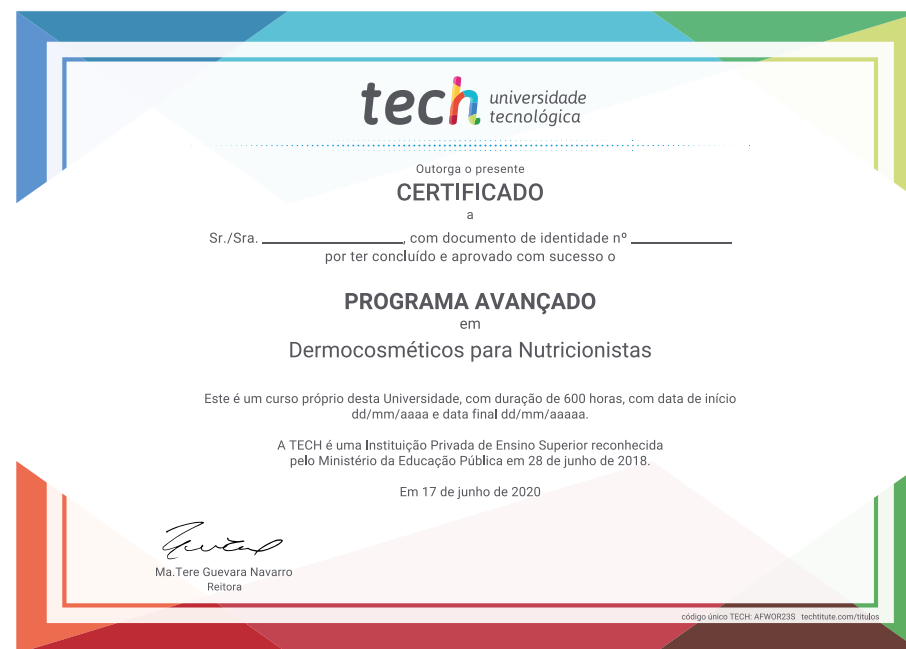 tech universidade
tecnológica
Outorga o presente
CERTIFICADO
a
Sr./Sra. ____________________, com documento de identidade nº ______________
por ter concluído e aprovado com sucesso o
PROGRAMA AVANÇADO
em
Dermocosméticos para Nutricionistas
Este é um curso próprio desta Universidade, com duração de 600 horas, com data de início
dd/mm/aaaa e data final dd/mm/aaaaa.
A TECH é uma Instituição Privada de Ensino Superior reconhecida
pelo Ministério da Educação Pública em 28 de junho de 2018.
Em 17 de junho de 2020
Ma.Tere Guevara Navarro
Reitora
código único TECH: AFWOR23S techtitute.com/titulos